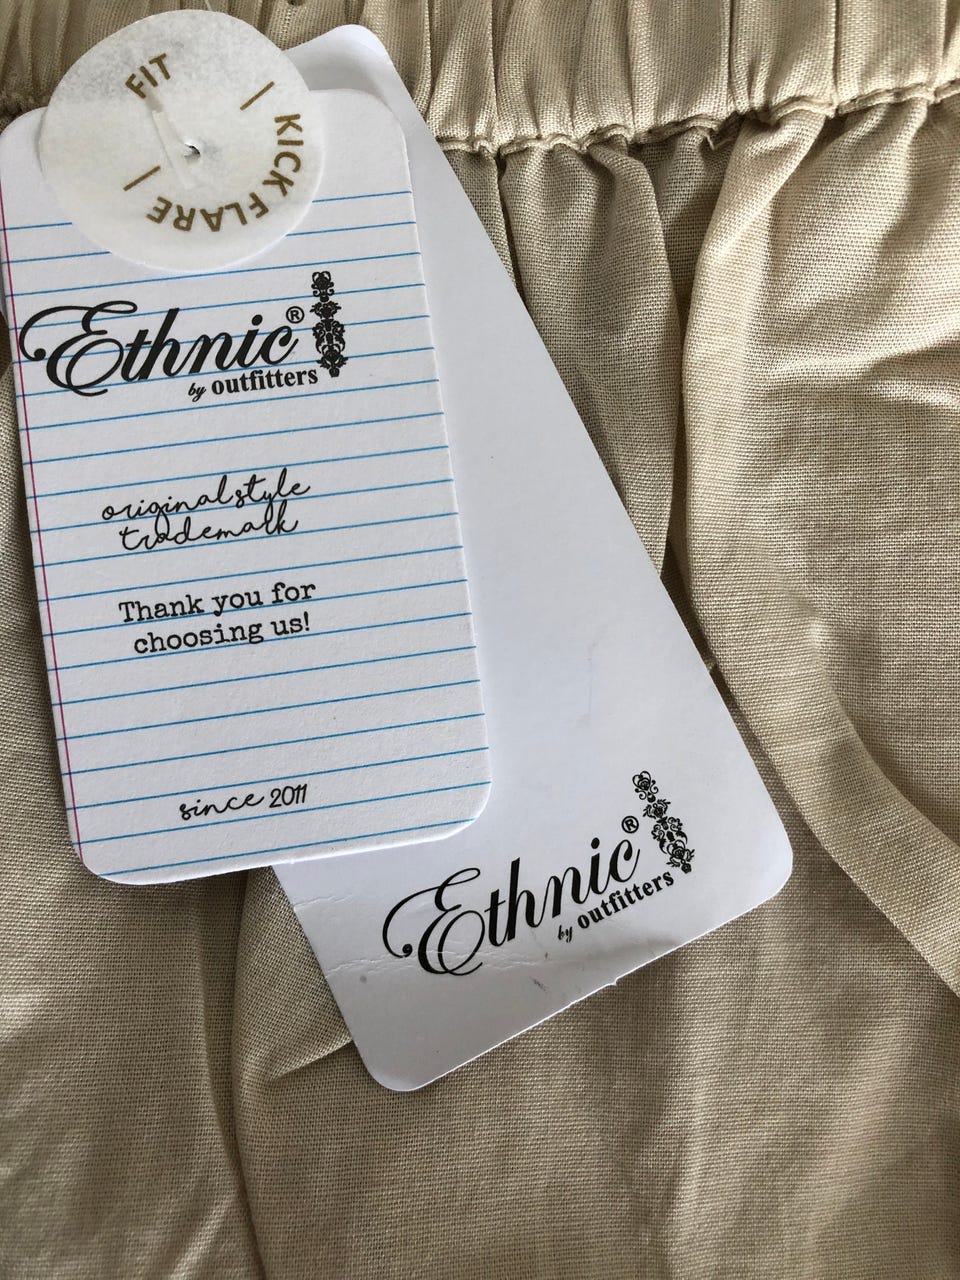 FIT
KICK FLARE
Ethnic®
by outfitters
original style
trademalk
Thank you for
choosing us!
since 2011
Ethnic®
by outfitters